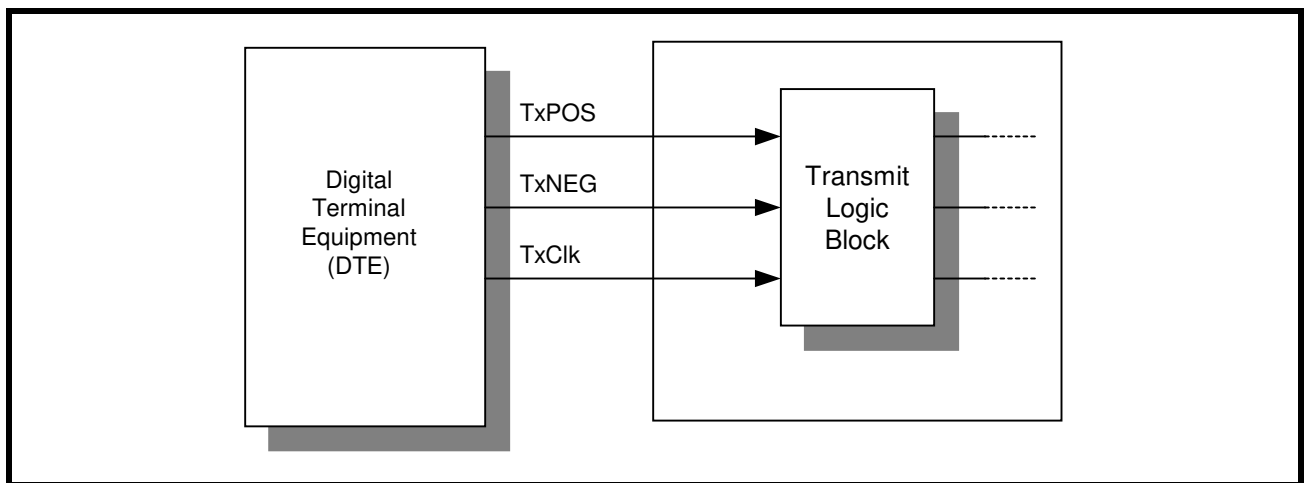 Digital
Terminal
Equipment
(DTE)
TxPOS
TxNEG
TxClk
Transmit
Logic
Block